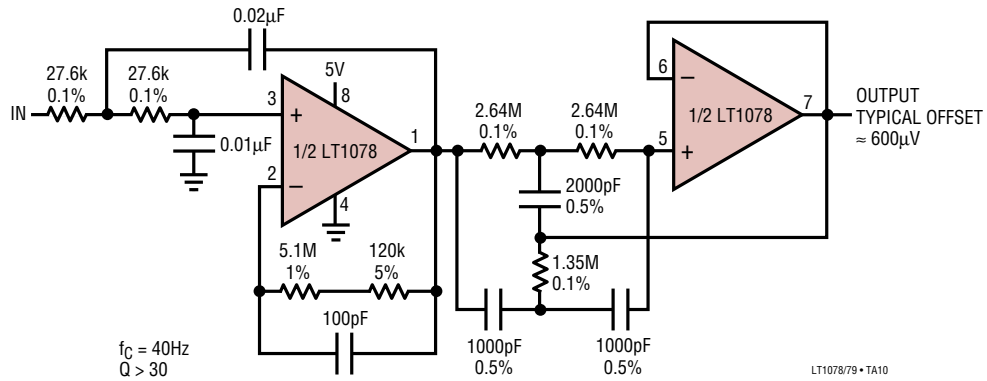 0.02µF
27.6k
0.1%
27.6k
0.1%
IN
0.01µF
3
+
2
–
5V
8
1/2 LT1078
1
4
5.1M
1%
120k
5%
100pF
2.64M
0.1%
2.64M
0.1%
2000pF
0.5%
1.35M
0.1%
1000pF
0.5%
1000pF
0.5%
6
–
5
+
1/2 LT1078
7
OUTPUT
TYPICAL OFFSET
≈ 600µV
fC = 40Hz
Q > 30
LT1078/79 • TA10